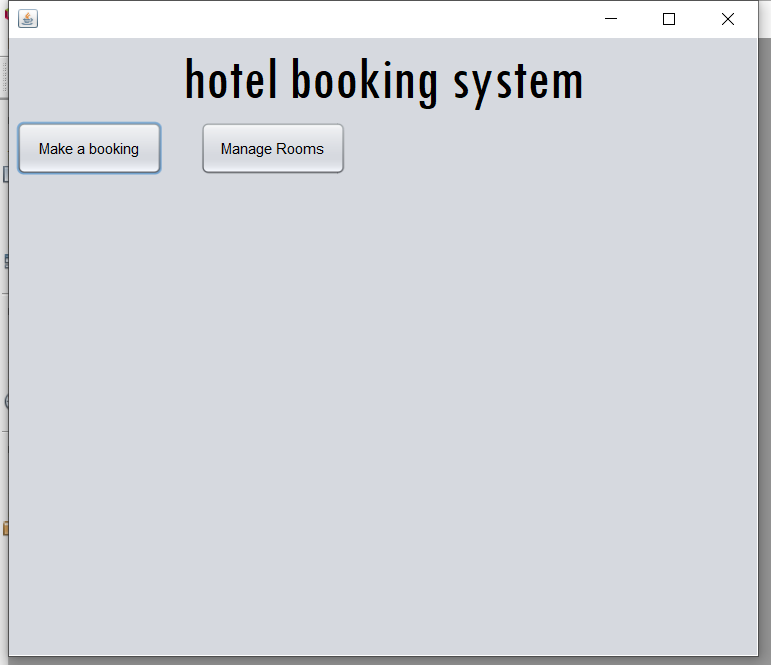 hotel booking system
Make a booking
Manage Rooms